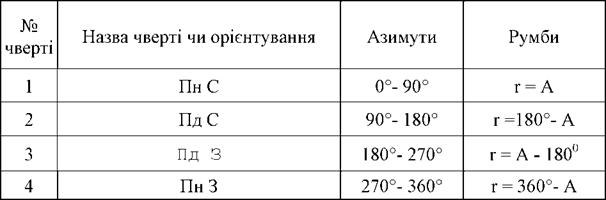 № чверті Назва чверті чи орієнтування Азимути Румби
1 Пн С 0°- 90° r = A
2 Пд С 90°- 180° r =180°- A
3 Пд З 180°- 270° r = A - 180⁰
4 Пн З 270°- 360° r = 360°- A